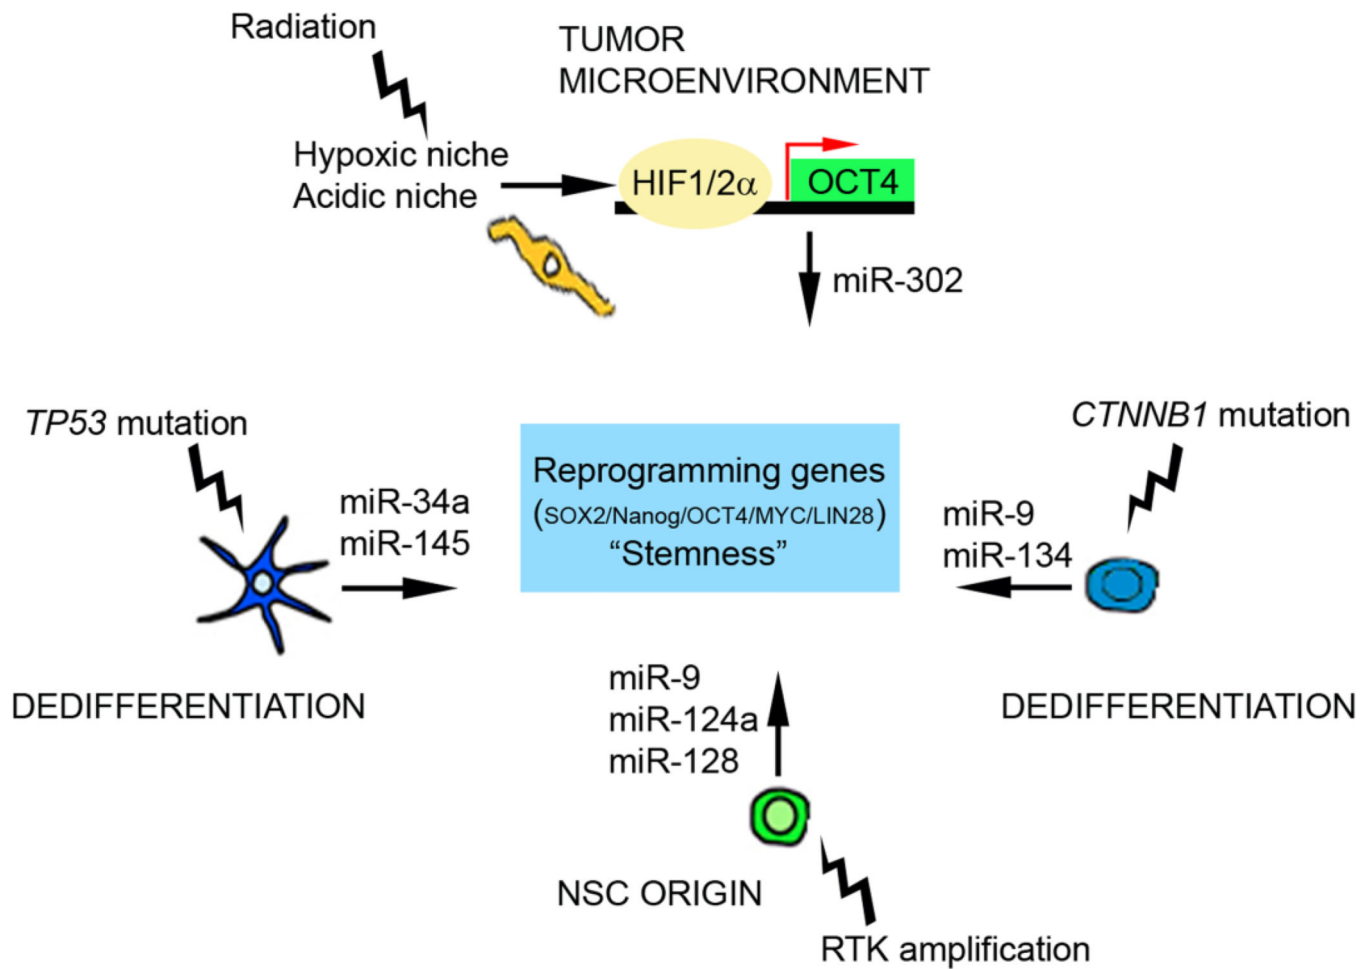 Radiation
TUMOR
MICROENVIRONMENT
Hypoxic niche
Acidic niche
HIF1/2α
OCT4
miR-302
TP53 mutation
CTNNB1 mutation
miR-34a
miR-145
Reprogramming genes
(SOX2/Nanog/OCT4/MYC/LIN28)
“Stemness”
miR-9
miR-134
DEDIFFERENTIATION
DEDIFFERENTIATION
miR-9
miR-124a
miR-128
NSC ORIGIN
RTK amplification